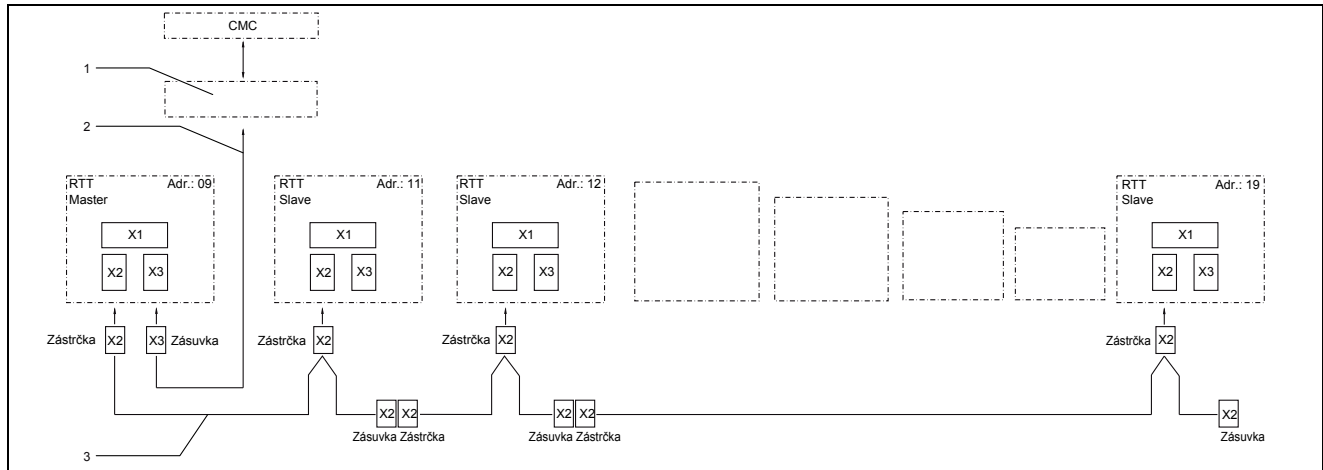 CMC
1
2
RTT Adr.: 09
Master
X1
X2 X3
RTT Adr.: 11
Slave
X1
X2 X3
RTT Adr.: 12
Slave
X1
X2 X3
RTT Adr.: 19
Slave
X1
X2 X3
Zástrčka X2 X3 Zásuvka
Zástrčka X2
Zástrčka X2
Zástrčka X2
X2 X2
Zásuvka Zástrčka
X2 X2
Zásuvka Zástrčka
X2
Zásuvka
3